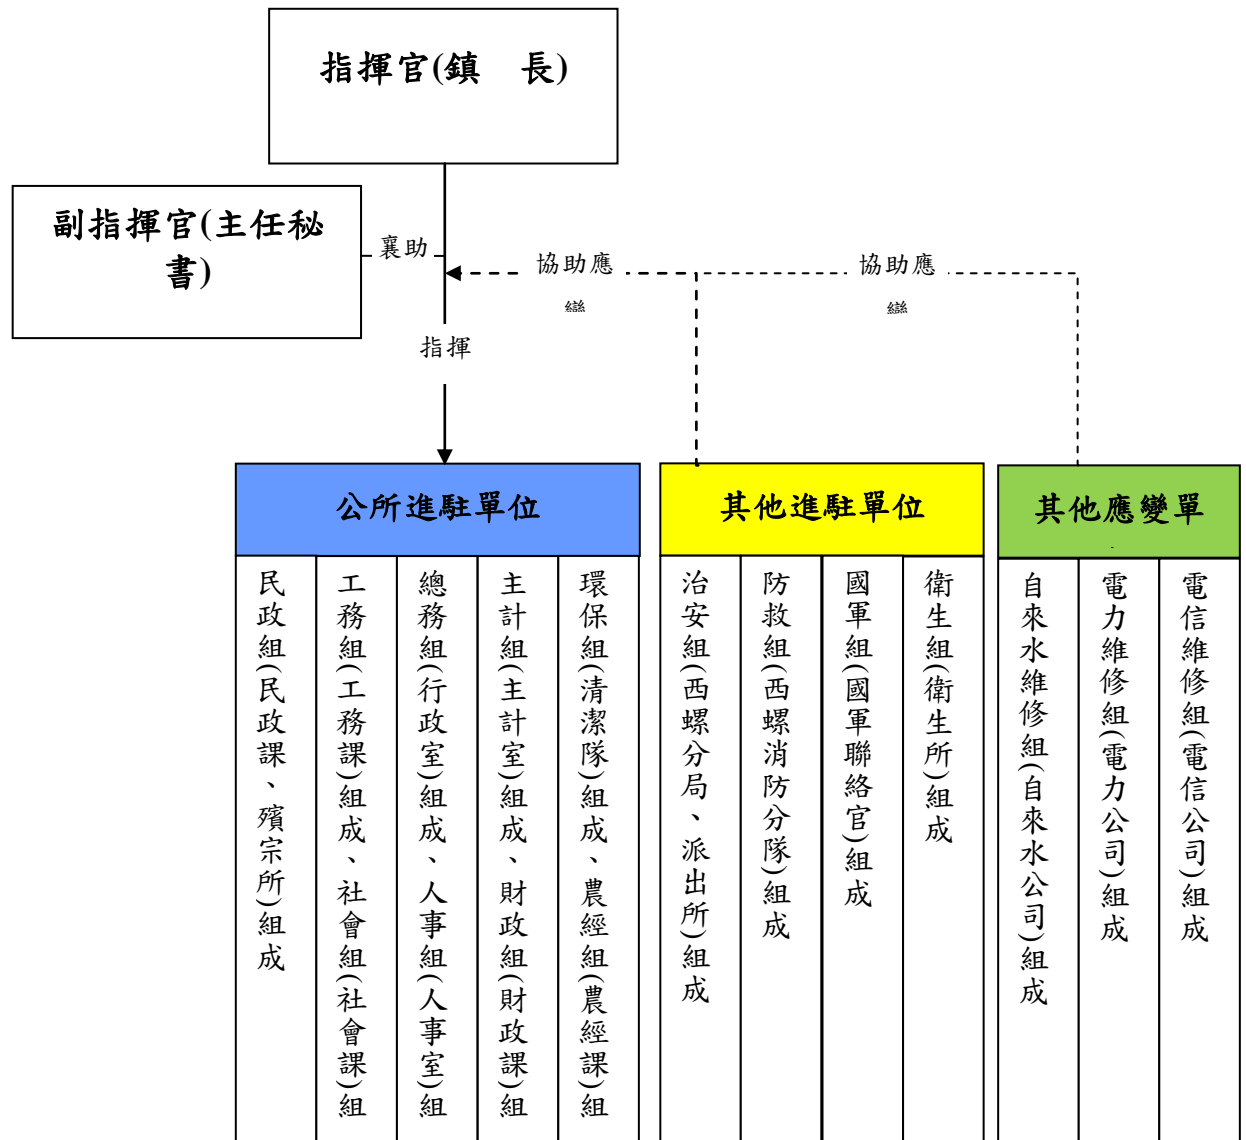 指揮官(鎮　長)
副指揮官(主任秘
書)
襄助
協助應
變
協助應
變
指揮
公所進駐單位
其他進駐單位
其他應變單
民政組(民政課、殯宗所)組成
工務組(工務課)組成、社會組(社會課)組
總務組(行政室)組成、人事組(人事室)組
主計組(主計室)組成、財政組(財政課)組
環保組(清潔隊)組成、農經組(農經課)組
治安組(西螺分局、派出所)組成
防救組(西螺消防分隊)組成
國軍組(國軍聯絡官)組成
衛生組(衛生所)組成
自來水維修組(自來水公司)組成
電力維修組(電力公司)組成
電信維修組(電信公司)組成